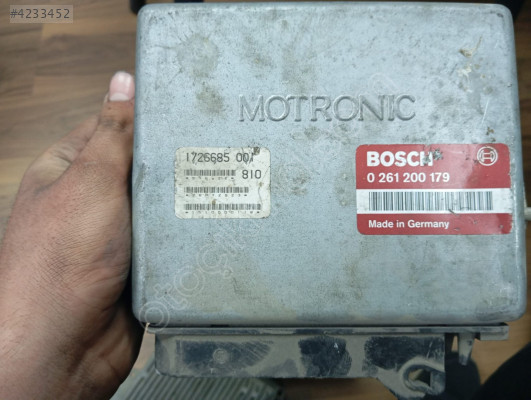 #4233452
MOTRONIC
1726685 001
810
BOSCH
0 261 200 179
Made in Germany